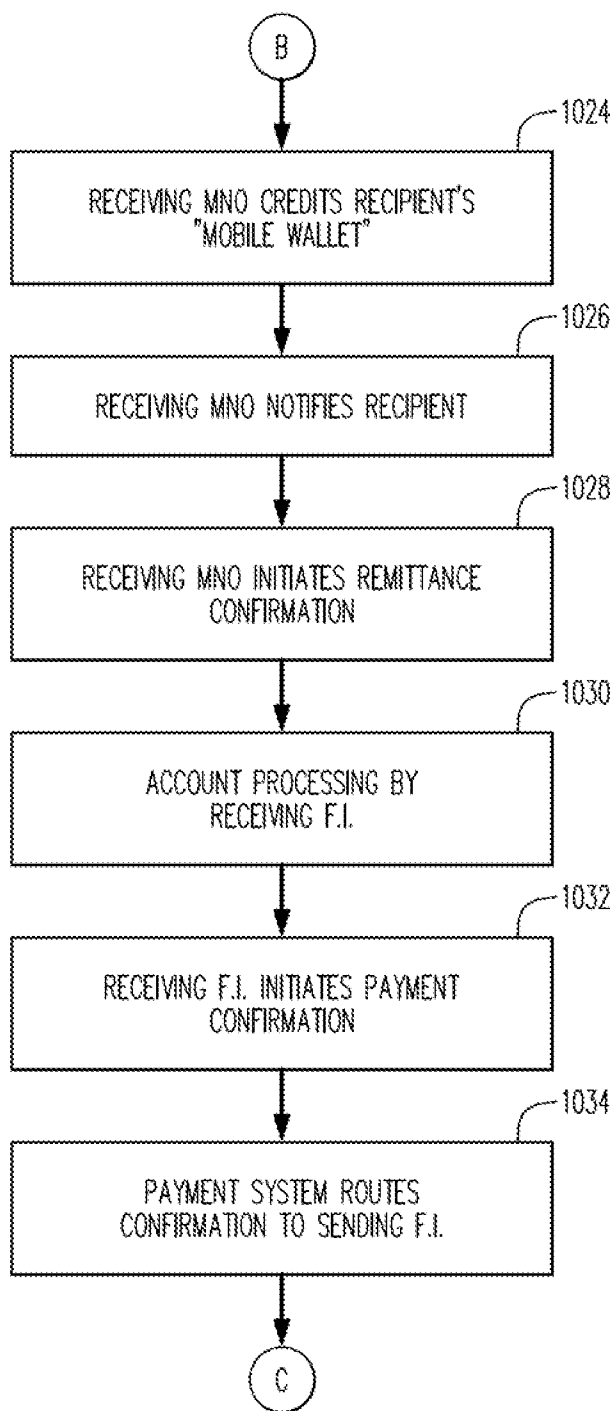 B
1024
RECEIVING MNO CREDITS RECIPIENT'S
"MOBILE WALLET"
1026
RECEIVING MNO NOTIFIES RECIPIENT
1028
RECEIVING MNO INITIATES REMITTANCE
CONFIRMATION
1030
ACCOUNT PROCESSING BY
RECEIVING F.I.
1032
RECEIVING F.I. INITIATES PAYMENT
CONFIRMATION
1034
PAYMENT SYSTEM ROUTES
CONFIRMATION TO SENDING F.I.
C